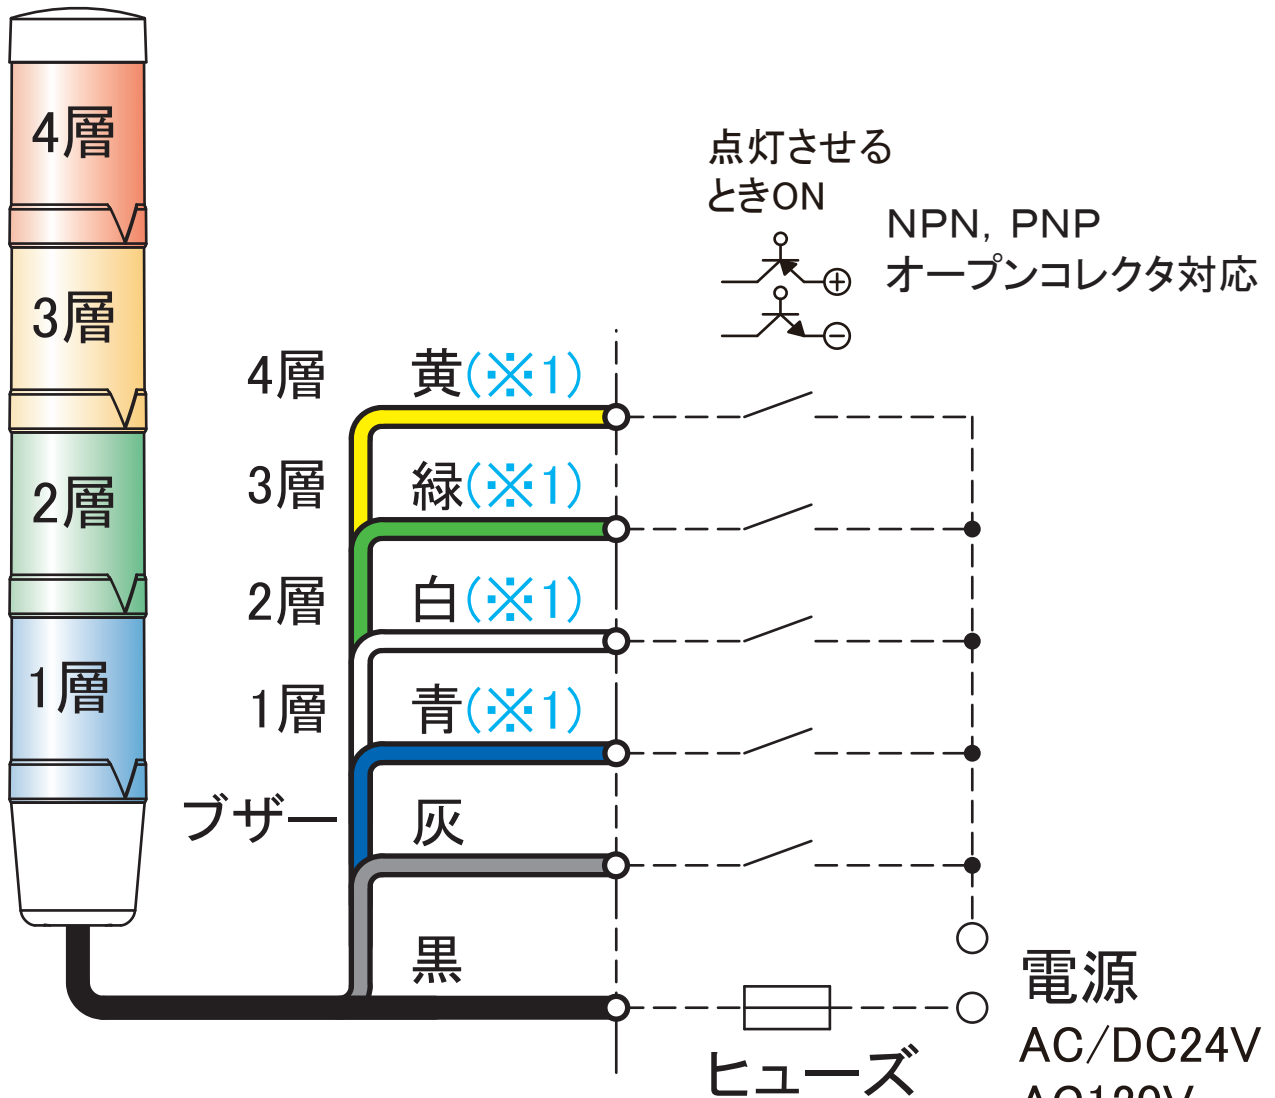 4層
3層
2層
1層
点灯させる
ときON
NPN, PNP
オープンコレクタ対応
4層 黄(※1)
3層 緑(※1)
2層 白(※1)
1層 青(※1)
ブザー 灰
黒
ヒューズ
電源
AC/DC24V